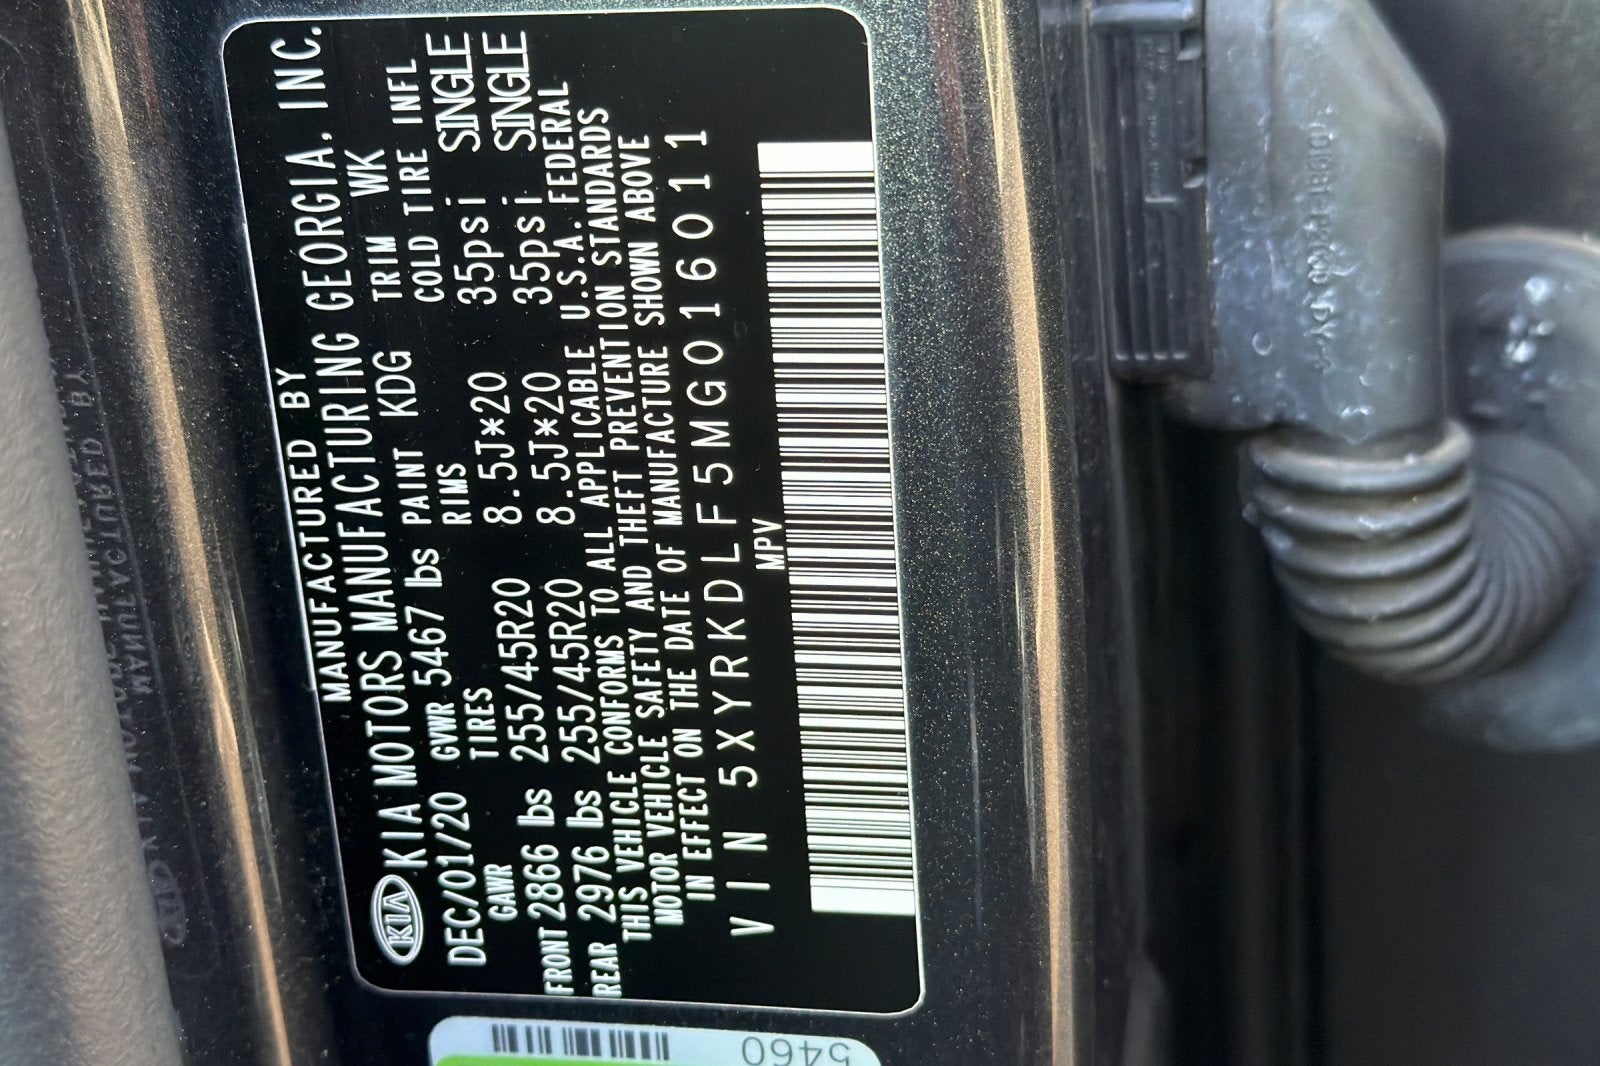 MANUFACTURED BY
KIA KIA MOTORS MANUFACTURING GEORGIA, INC.
DEC/01/20 GVWR 5467 lbs PAINT KDG TRIM WK
GAWR TIRES RIMS COLD TIRE INFL
FRONT 2866 lbs 255/45R20 8.5J*20 35psi SINGLE
REAR 2976 lbs 255/45R20 8.5J*20 35psi SINGLE
THIS VEHICLE CONFORMS TO ALL APPLICABLE U.S.A. FEDERAL
MOTOR VEHICLE SAFETY AND THEFT PREVENTION STANDARDS
IN EFFECT ON THE DATE OF MANUFACTURE SHOWN ABOVE
VIN 5XYRKDLF5MG016011
MPV
5460